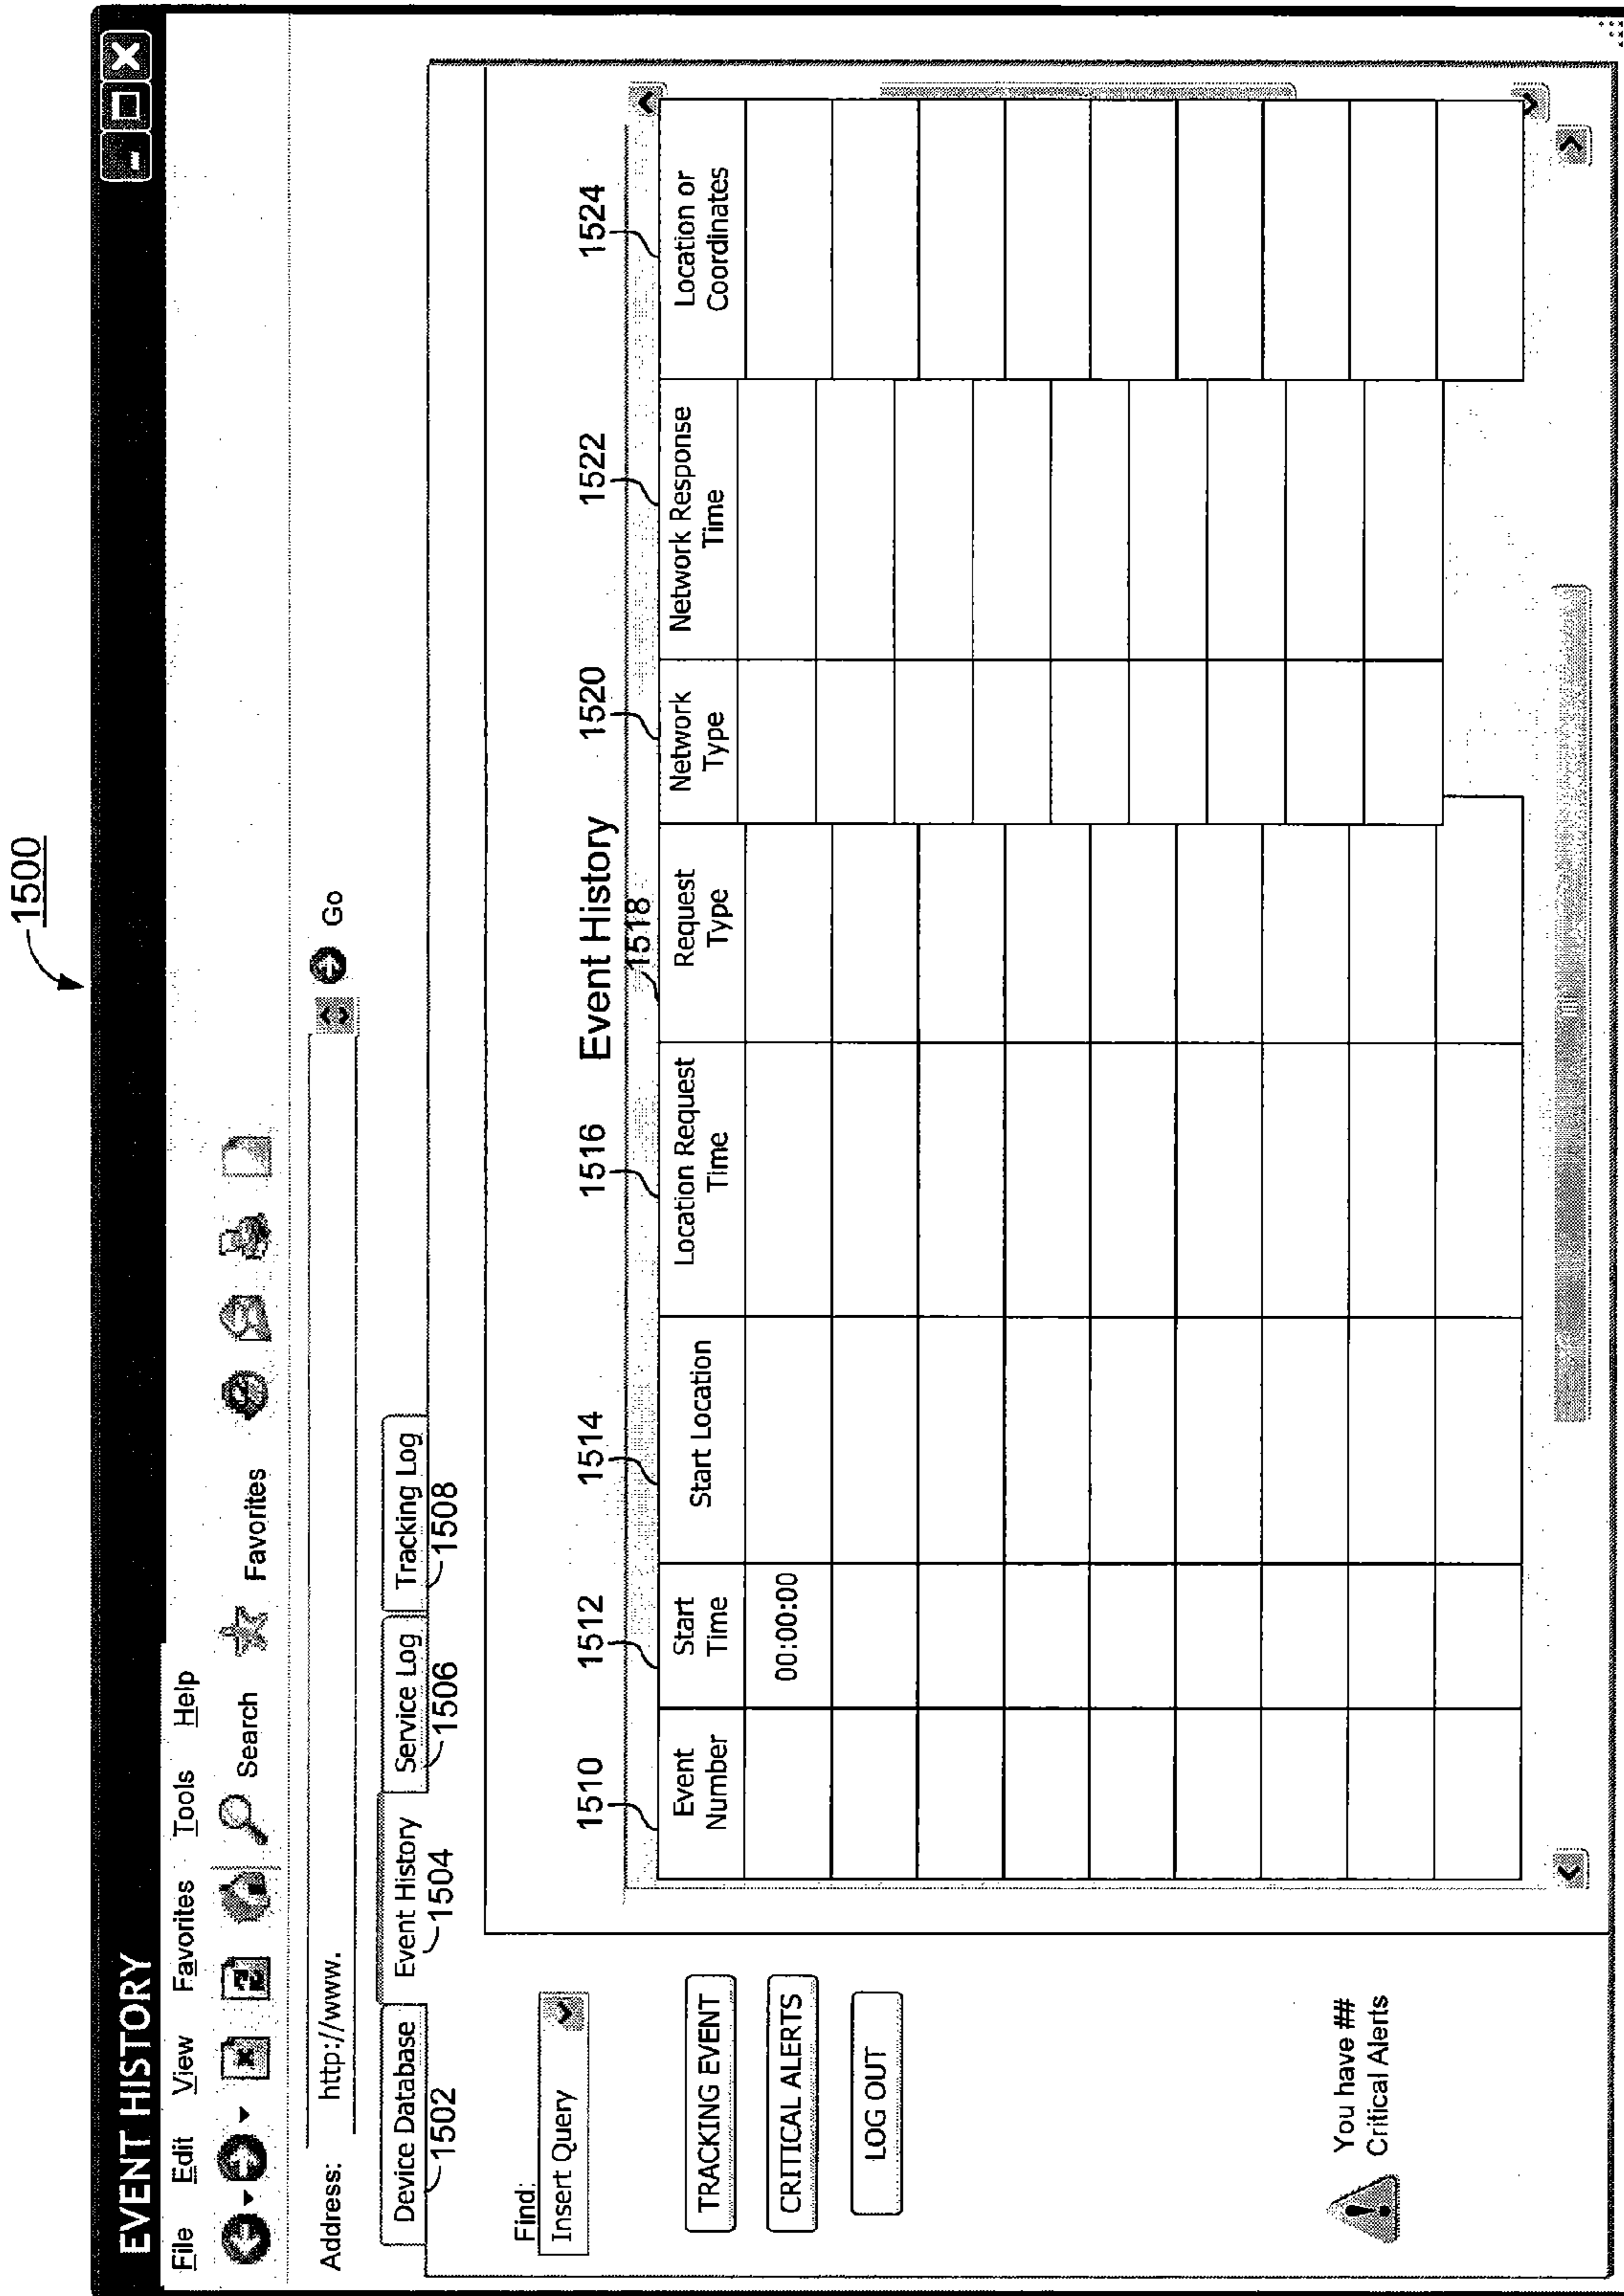 1500
EVENT HISTORY
File Edit View Favorites Tools Help
Search Favorites
Address: http://www. Go
Device Database Event History Service Log Tracking Log
1502 1504 1506 1508
Find:
Insert Query
TRACKING EVENT
CRITICAL ALERTS
LOG OUT
You have ##
Critical Alerts
Event History
1510 1512 1514 1516 1518 1520 1522 1524
Event
Number
Start
Time
Start Location
Location Request
Time
Request
Type
Network
Type
Network Response
Time
Location or
Coordinates
00:00:00